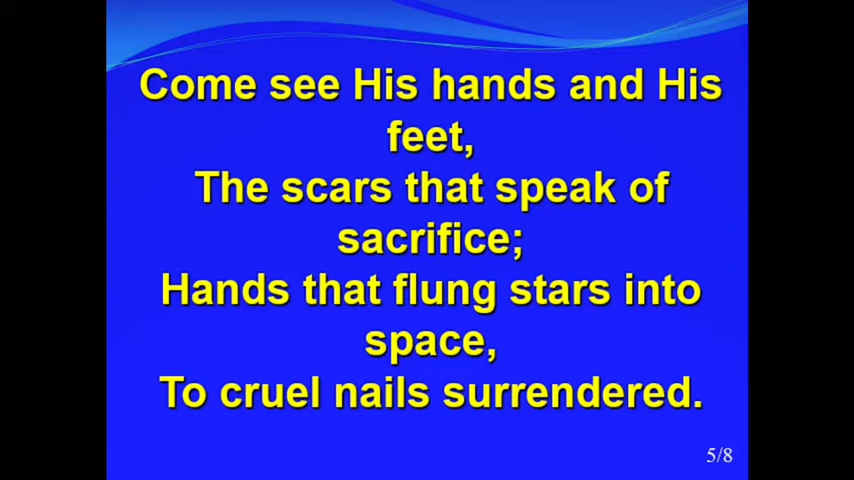 Come see His hands and His
feet,
The scars that speak of
sacrifice;
Hands that flung stars into
space,
To cruel nails surrendered.
5/8